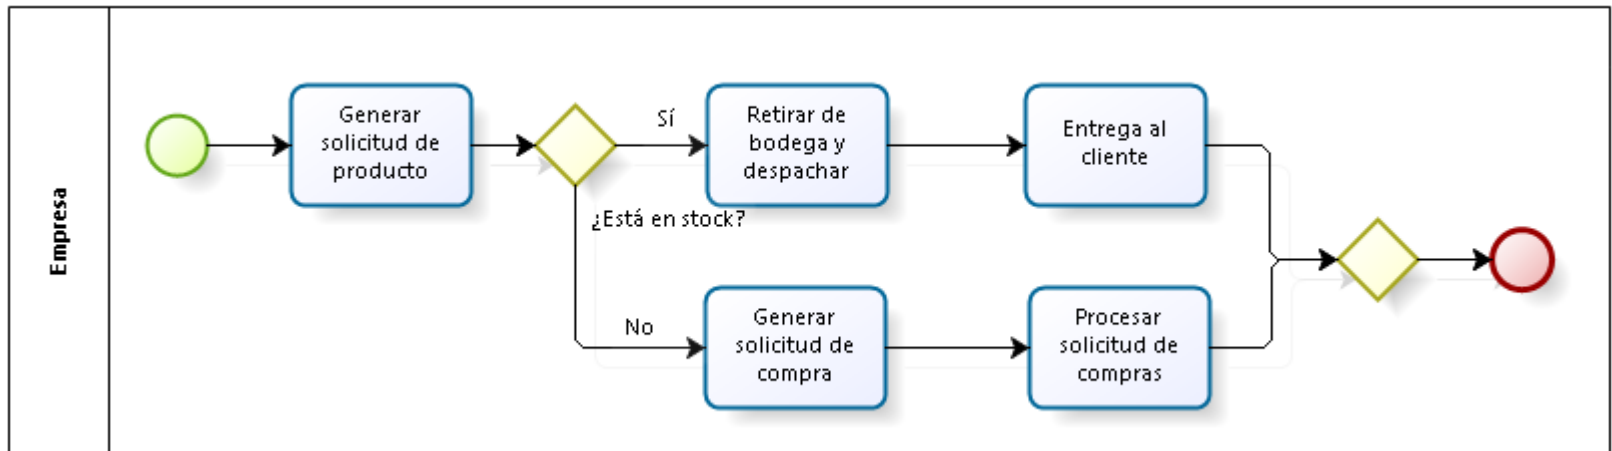 Empresa
Generar
solicitud de
producto
¿Está en stock?
Sí
Retirar de
bodega y
despachar
Entrega al
cliente
No
Generar
solicitud de
compra
Procesar
solicitud de
compras